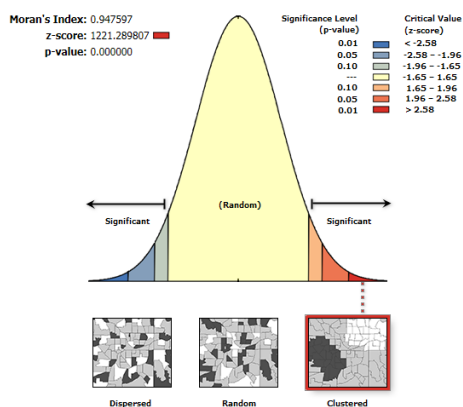 Moran's Index: 0.947597
z-score: 1221.289807
p-value: 0.000000
Significance Level
(p-value)
Critical Value
(z-score)
0.01 < -2.58
0.05 -2.58 - -1.96
0.10 -1.96 - -1.65
--- -1.65 - 1.65
0.10 1.65 - 1.96
0.05 1.96 - 2.58
0.01 > 2.58
(Random)
Significant Significant
Dispersed Random Clustered